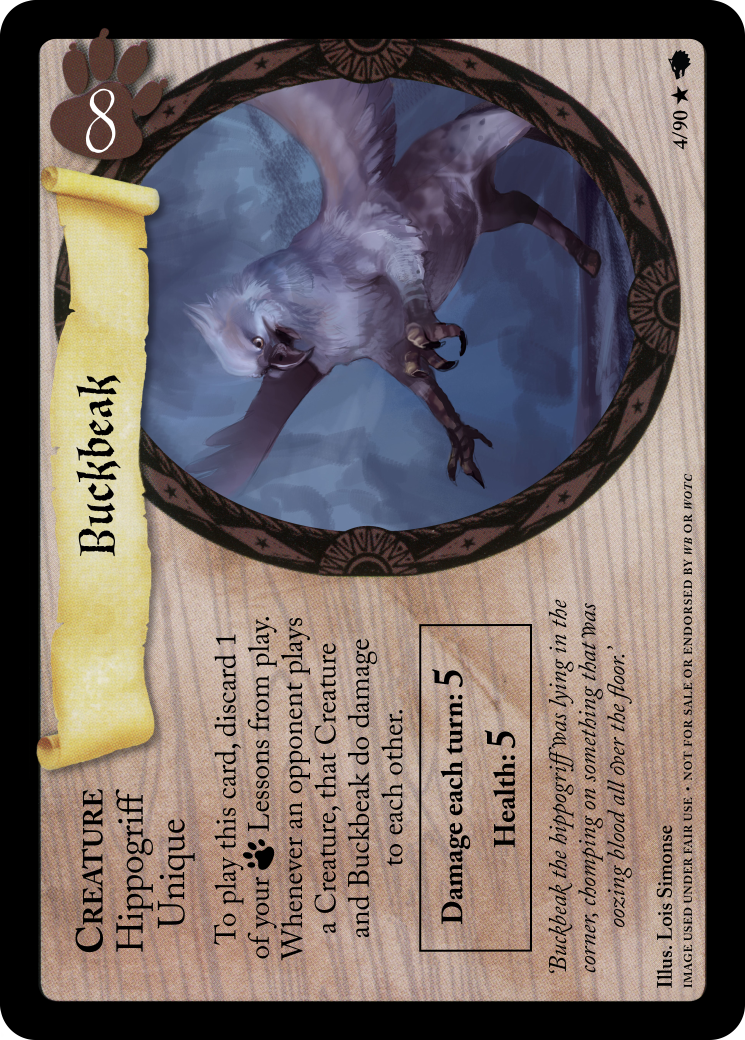 8
Buckbeak
4/90 ★
CREATURE
Hippogriff
Unique
To play this card, discard 1
of your Lessons from play.
Whenever an opponent plays
a Creature, that Creature
and Buckbeak do damage
to each other.
Damage each turn: 5
Health: 5
'Buckbeak the hippogriff was lying in the
corner, chomping on something that was
oozing blood all over the floor.'
Illus. Lois Simonse
IMAGE USED UNDER FAIR USE • NOT FOR SALE OR ENDORSED BY WB OR WOTC